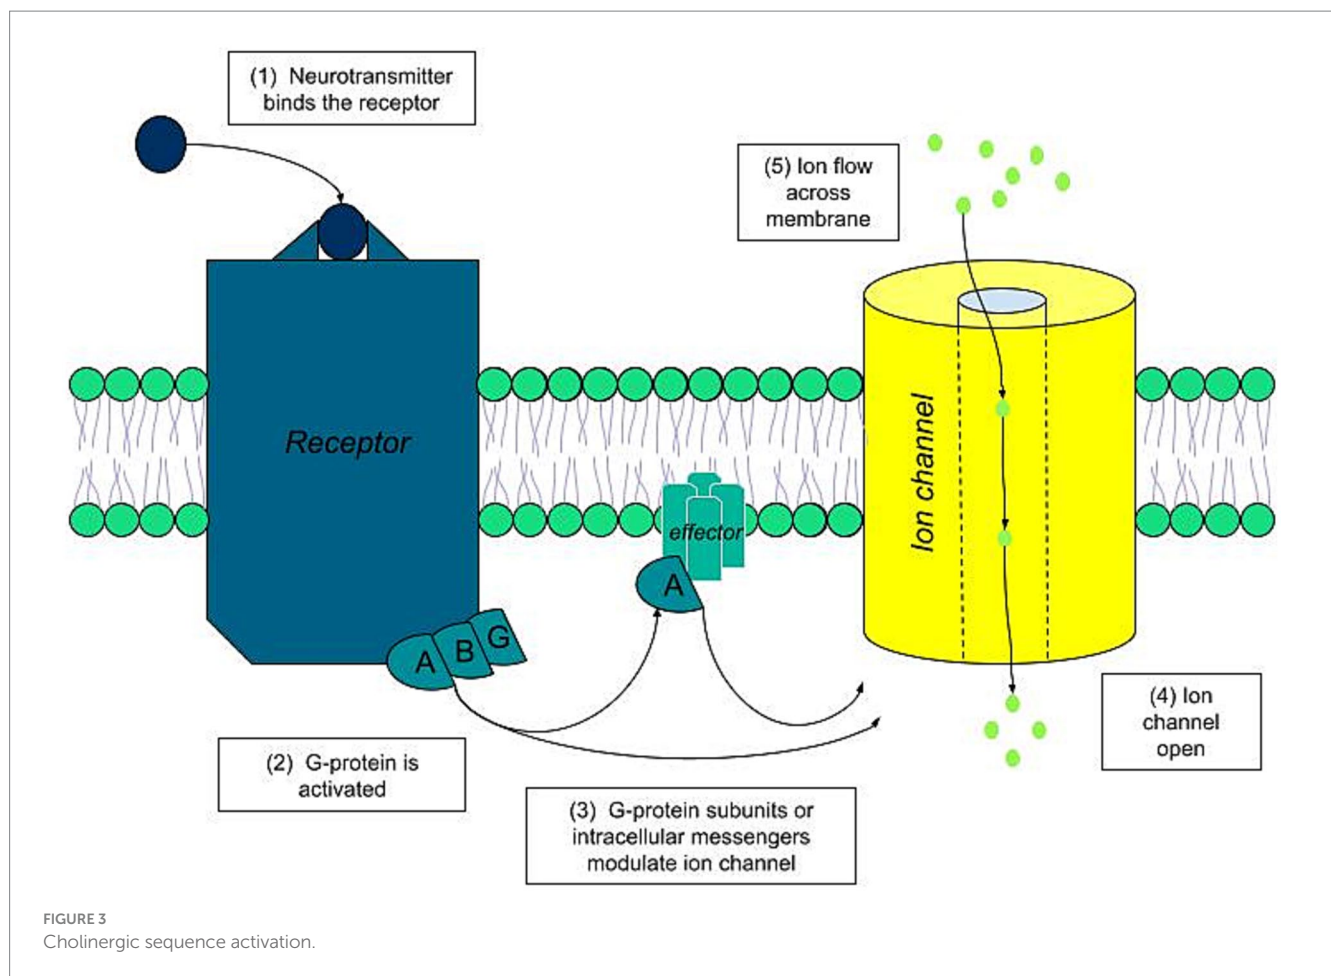 (1) Neurotransmitter
binds the receptor
(5) Ion flow
across
membrane
Receptor
Ion channel
effector
A
A
B
G
(4) Ion
channel
open
(2) G-protein is
activated
(3) G-protein subunits or
intracellular messengers
modulate ion channel
FIGURE 3
Cholinergic sequence activation.